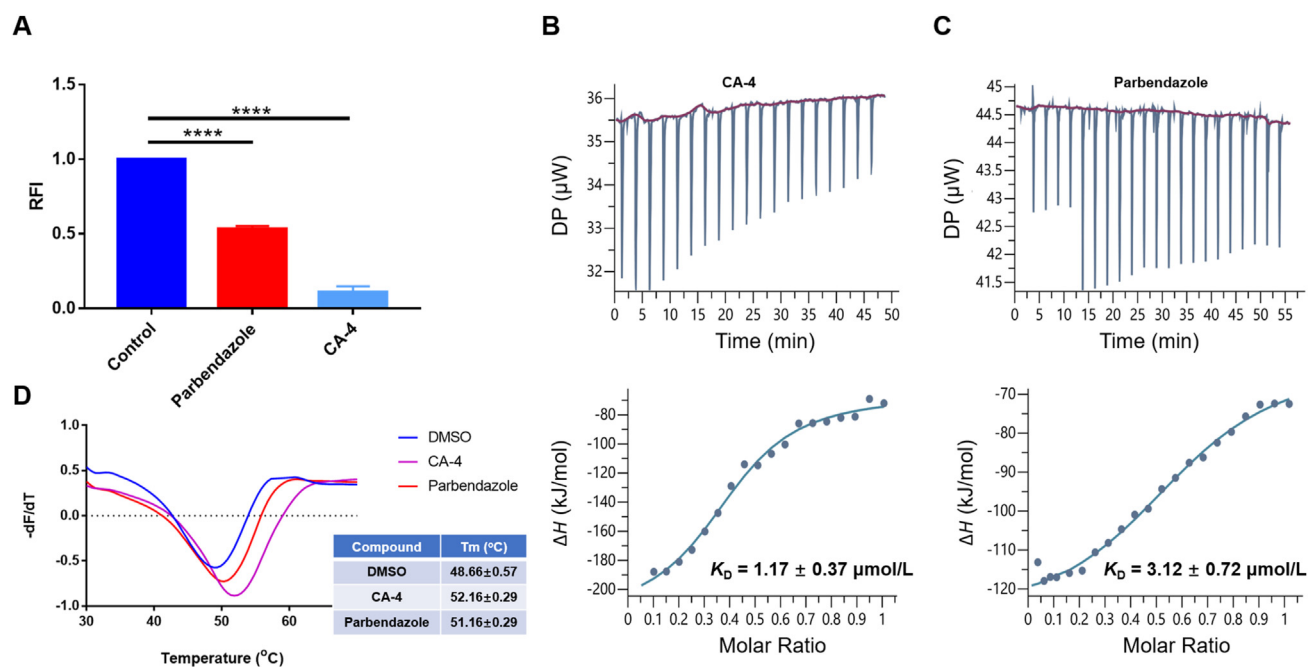 A
1.5
1.0
0.5
0.0
RFI
****
****
Control
Parbendazole
CA-4
B
CA-4
36
35
34
33
32
DP (µW)
0 5 10 15 20 25 30 35 40 45 50
Time (min)
-80
-100
-120
-140
-160
-180
-200
ΔH (kJ/mol)
K_D = 1.17 ± 0.37 µmol/L
0 0.1 0.2 0.3 0.4 0.5 0.6 0.7 0.8 0.9 1
Molar Ratio
C
Parbendazole
45
44.5
44
43.5
43
42.5
42
41.5
DP (µW)
0 5 10 15 20 25 30 35 40 45 50 55
Time (min)
-70
-80
-90
-100
-110
-120
ΔH (kJ/mol)
K_D = 3.12 ± 0.72 µmol/L
0 0.1 0.2 0.3 0.4 0.5 0.6 0.7 0.8 0.9 1
Molar Ratio
D
1.0
0.5
0.0
-0.5
-1.0
-dF/dT
DMSO
CA-4
Parbendazole
30 40 50 60
Temperature (°C)
Compound Tm (°C)
DMSO 48.66±0.57
CA-4 52.16±0.29
Parbendazole 51.16±0.29